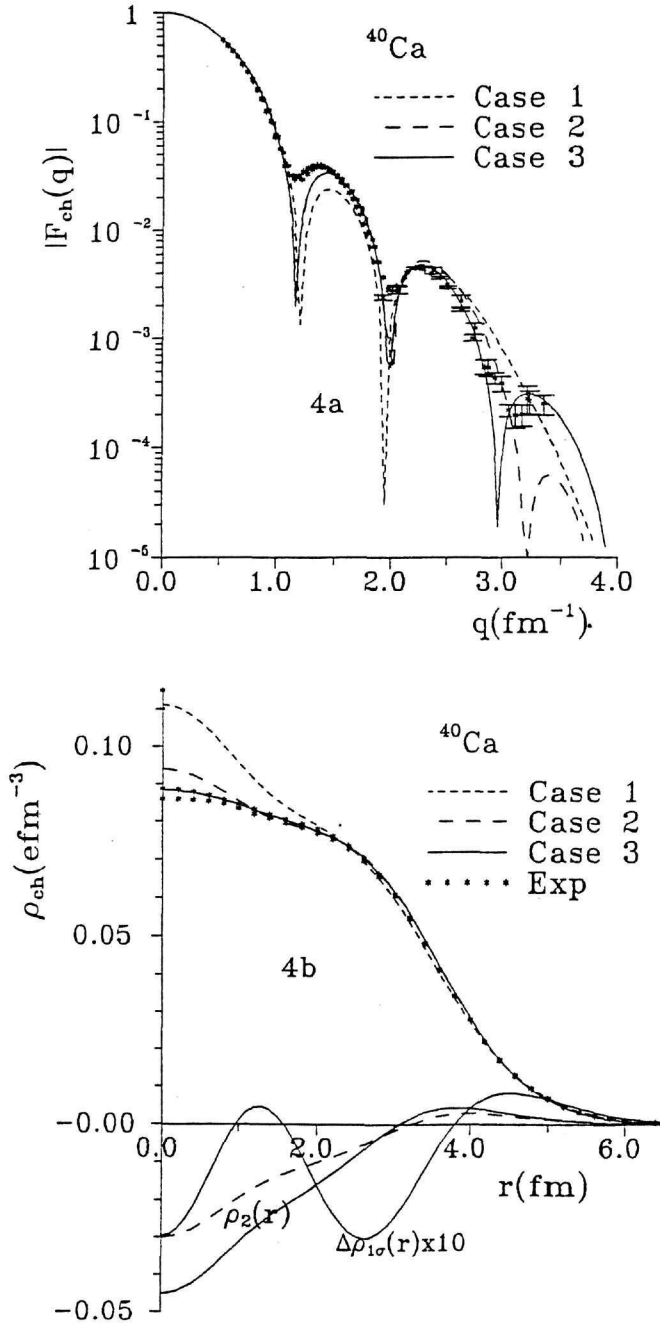 1
⁴⁰Ca
Case 1
Case 2
Case 3
10⁻¹
10⁻²
10⁻³
10⁻⁴
10⁻⁵
|F_ch(q)|
4a
0.0 1.0 2.0 3.0 4.0
q(fm⁻¹)
⁴⁰Ca
Case 1
Case 2
Case 3
Exp
0.10
0.05
-0.00
-0.05
ρ_ch(efm⁻³)
4b
0.0 2.0 4.0 6.0
r(fm)
ρ₂(r)
Δρ₁σ(r)x10